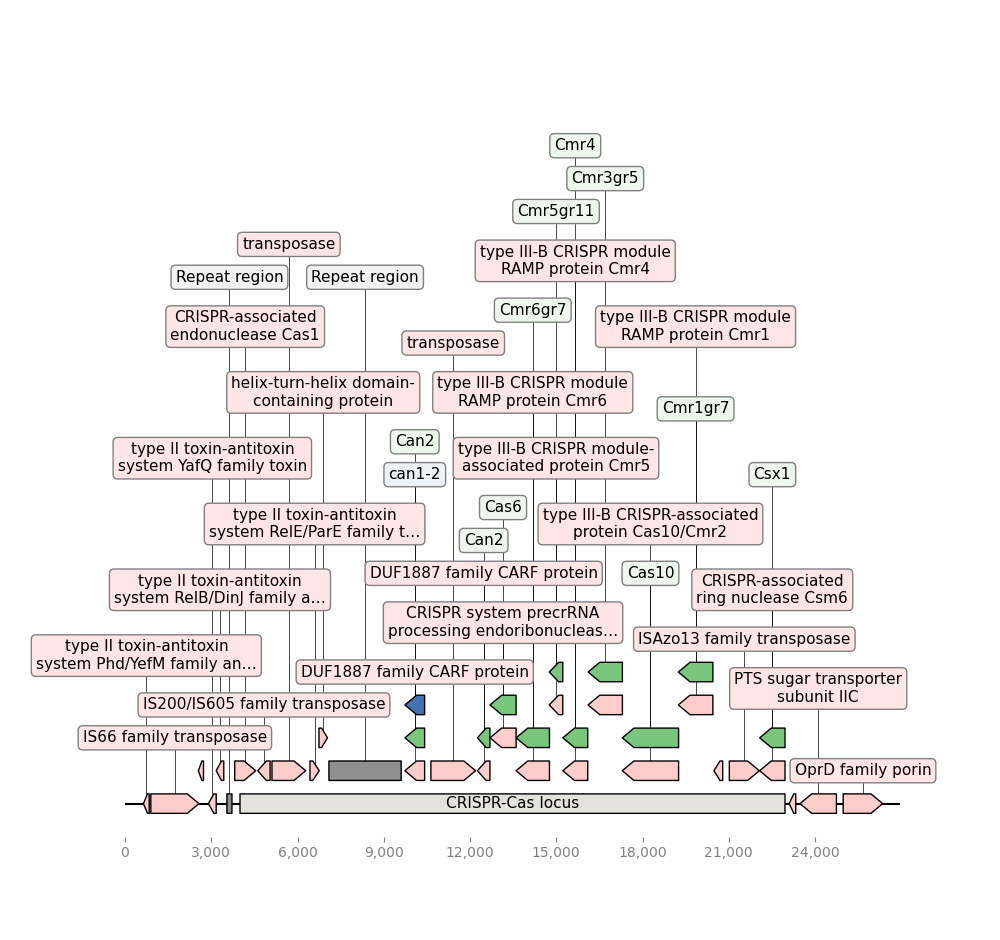 Cmr4
Cmr3gr5
Cmr5gr11
transposase
type III-B CRISPR module
RAMP protein Cmr4
Repeat region
Repeat region
Cmr6gr7
CRISPR-associated
endonuclease Cas1
type III-B CRISPR module
RAMP protein Cmr1
transposase
helix-turn-helix domain-
containing protein
type III-B CRISPR module
RAMP protein Cmr6
Cmr1gr7
Can2
type II toxin-antitoxin
system YafQ family toxin
type III-B CRISPR module-
associated protein Cmr5
can1-2
Csx1
Cas6
type II toxin-antitoxin
system RelE/ParE family t...
type III-B CRISPR-associated
protein Cas10/Cmr2
Can2
DUF1887 family CARF protein
Cas10
type II toxin-antitoxin
system RelB/DinJ family a...
CRISPR-associated
ring nuclease Csm6
CRISPR system precrRNA
processing endoribonucleas...
ISAzo13 family transposase
type II toxin-antitoxin
system Phd/YefM family an...
DUF1887 family CARF protein
PTS sugar transporter
subunit IIC
IS200/IS605 family transposase
IS66 family transposase
OprD family porin
CRISPR-Cas locus
0
3,000
6,000
9,000
12,000
15,000
18,000
21,000
24,000